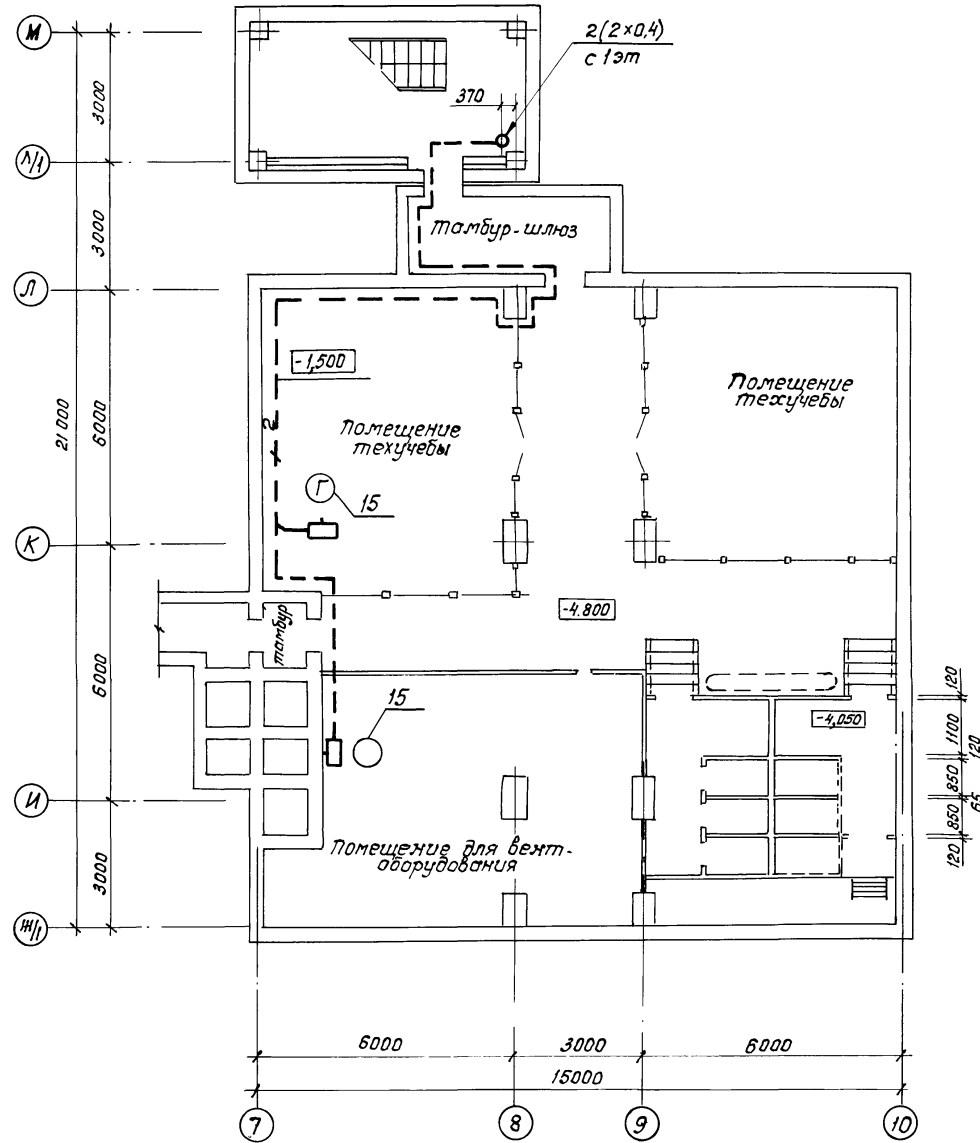 М
2(2×0,4)
с 1эт
370
3000
Л/1
3000
Тамбур-шлюз
Л
-1,500
Помещение
техучебы
Помещение
техучебы
21000
6000
2
Г
15
К
-4.800
тамбур
6000
15
-4,050
120
1100
120
850
65
850
120
И
Помещение для вент-
оборудования
3000
Ж/1
6000
3000
6000
15000
7
8
9
10